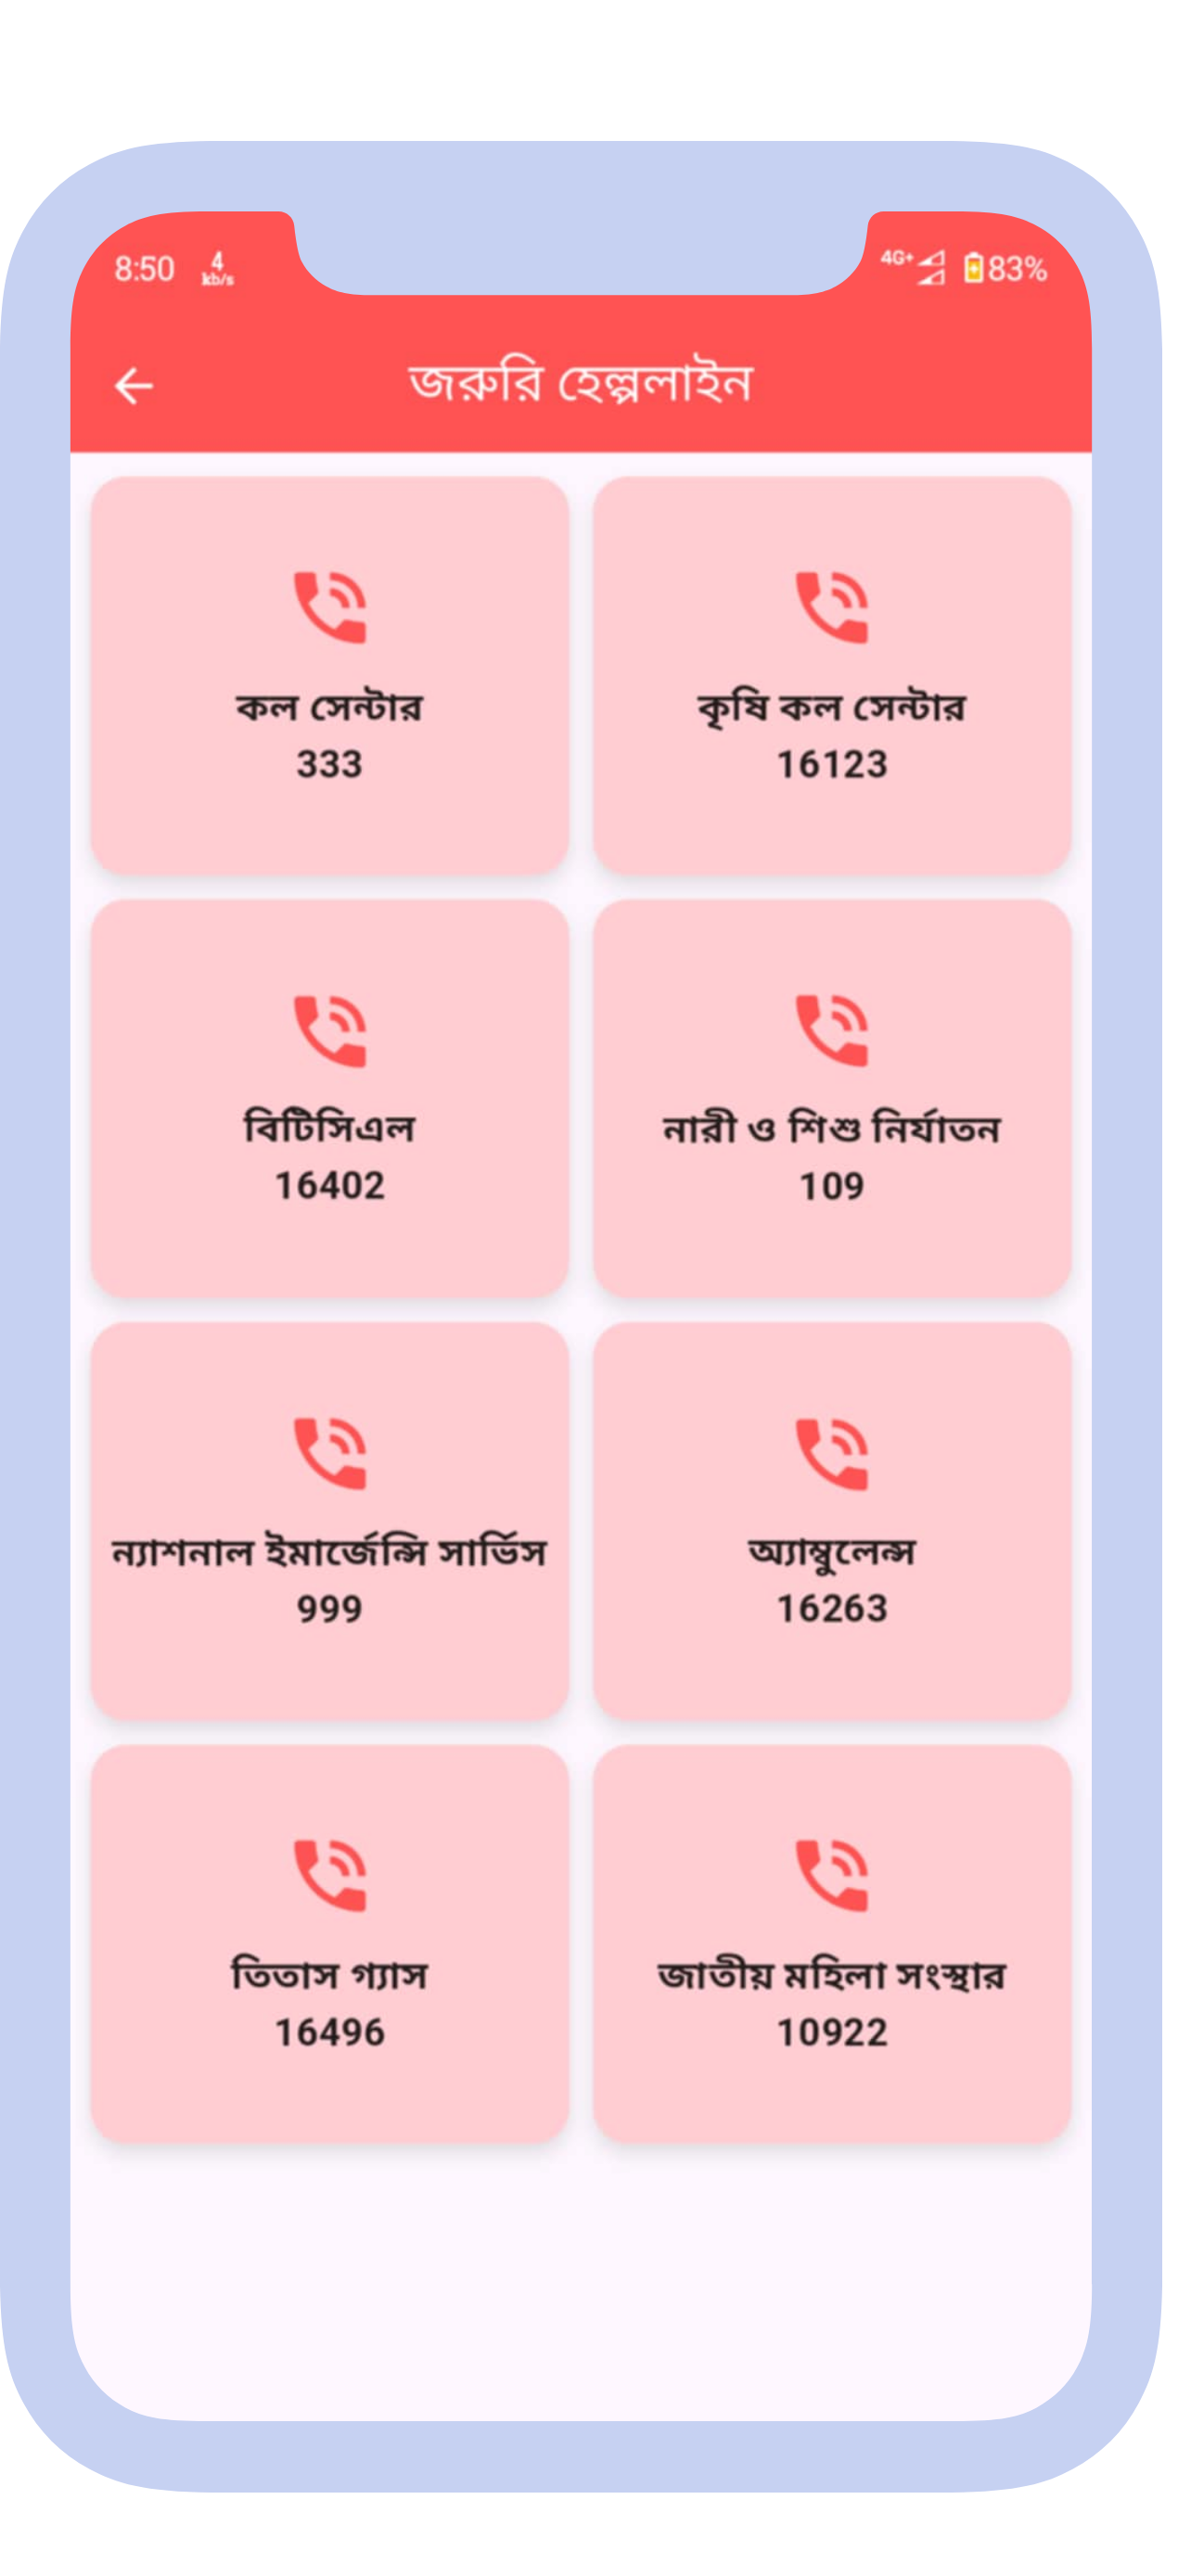 8:50 4 kb/s 4G+ 83%
জরুরি হেল্পলাইন
কল সেন্টার
333
কৃষি কল সেন্টার
16123
বিটিসিএল
16402
নারী ও শিশু নির্যাতন
109
ন্যাশনাল ইমার্জেন্সি সার্ভিস
999
অ্যাম্বুলেন্স
16263
তিতাস গ্যাস
16496
জাতীয় মহিলা সংস্থার
10922